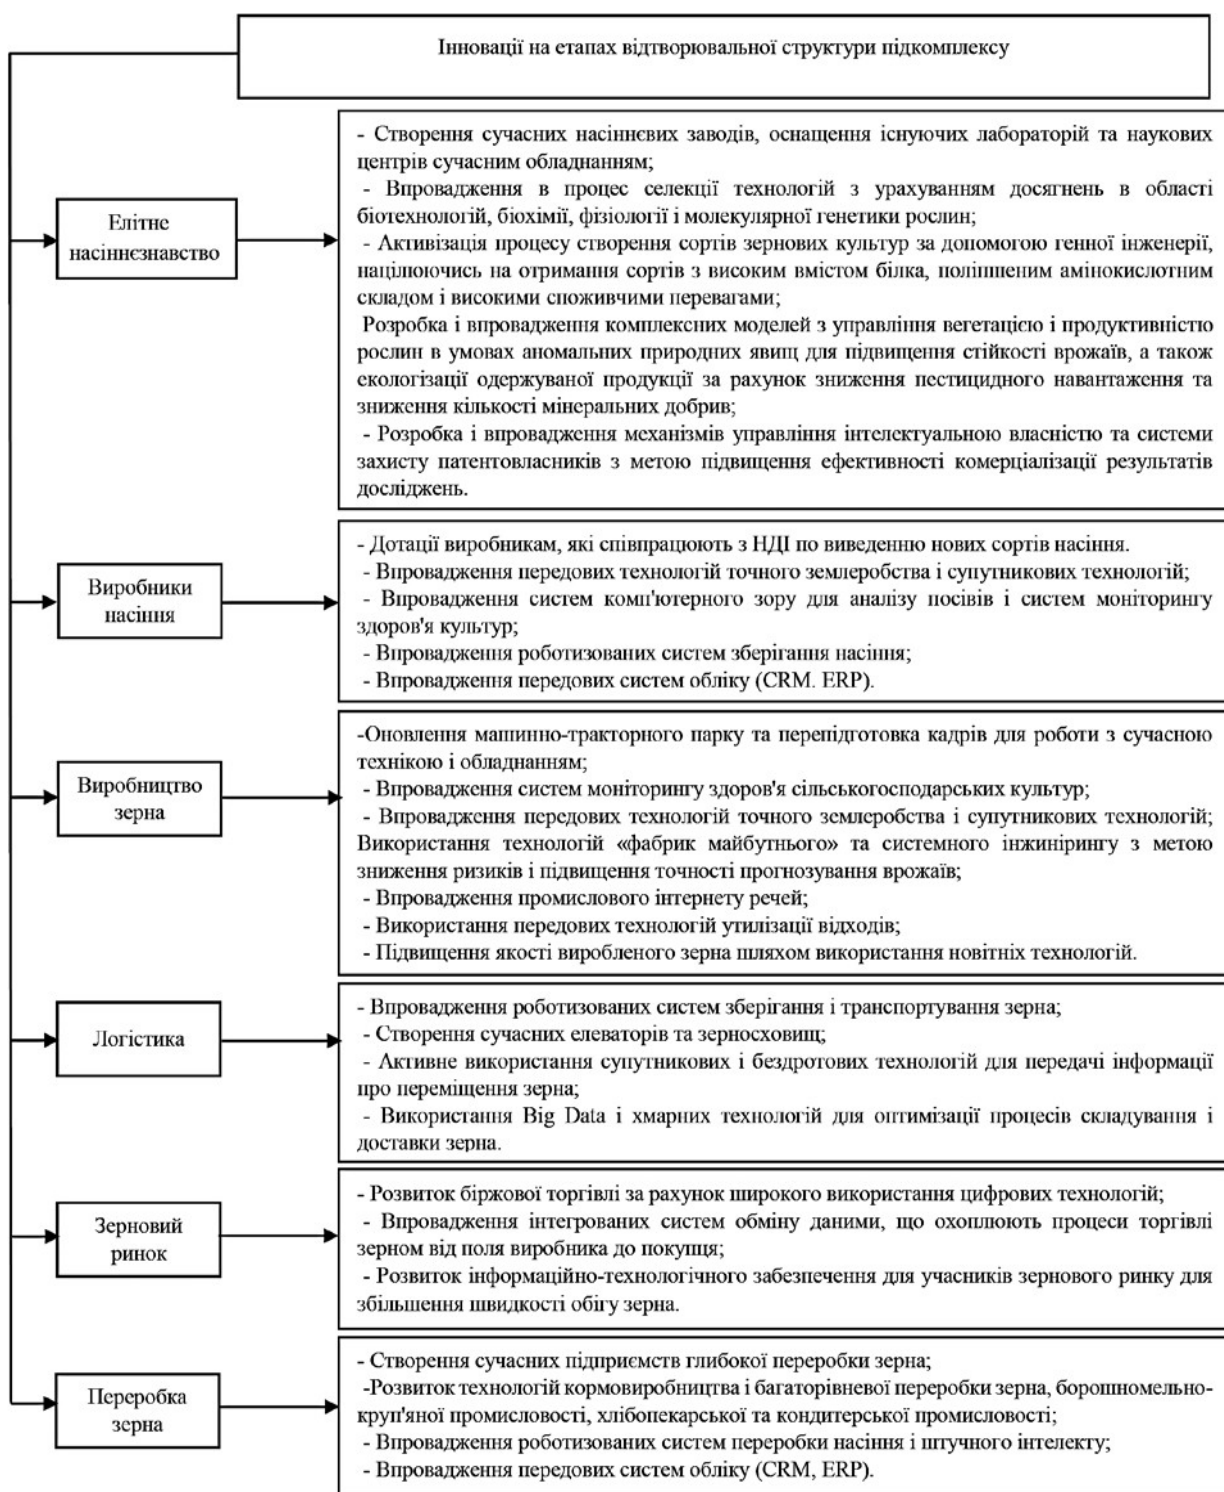 Інновації на етапах відтворювальної структури підкомплексу
Елітне
насіннєзнавство
- Створення сучасних насіннєвих заводів, оснащення існуючих лабораторій та наукових
центрів сучасним обладнанням;
- Впровадження в процес селекції технологій з урахуванням досягнень в області
біотехнологій, біохімії, фізіології і молекулярної генетики рослин;
- Активізація процесу створення сортів зернових культур за допомогою генної інженерії,
націлюючись на отримання сортів з високим вмістом білка, поліпшеним амінокислотним
складом і високими споживчими перевагами;
Розробка і впровадження комплексних моделей з управління вегетацією і продуктивністю
рослин в умовах аномальних природних явищ для підвищення стійкості врожаїв, а також
екологізації одержуваної продукції за рахунок зниження пестицидного навантаження та
зниження кількості мінеральних добрив;
- Розробка і впровадження механізмів управління інтелектуальною власністю та системи
захисту патентовласників з метою підвищення ефективності комерціалізації результатів
досліджень.
Виробники
насіння
- Дотації виробникам, які співпрацюють з НДІ по виведенню нових сортів насіння.
- Впровадження передових технологій точного землеробства і супутникових технологій;
- Впровадження систем комп'ютерного зору для аналізу посівів і систем моніторингу
здоров'я культур;
- Впровадження роботизованих систем зберігання насіння;
- Впровадження передових систем обліку (CRM. ERP).
Виробництво
зерна
-Оновлення машинно-тракторного парку та перепідготовка кадрів для роботи з сучасною
технікою і обладнанням;
- Впровадження систем моніторингу здоров'я сільськогосподарських культур;
- Впровадження передових технологій точного землеробства і супутникових технологій;
Використання технологій «фабрик майбутнього» та системного інжинірингу з метою
зниження ризиків і підвищення точності прогнозування врожаїв;
- Впровадження промислового інтернету речей;
- Використання передових технологій утилізації відходів;
- Підвищення якості виробленого зерна шляхом використання новітніх технологій.
Логістика
- Впровадження роботизованих систем зберігання і транспортування зерна;
- Створення сучасних елеваторів та зерносховищ;
- Активне використання супутникових і бездротових технологій для передачі інформації
про переміщення зерна;
- Використання Big Data і хмарних технологій для оптимізації процесів складування і
доставки зерна.
Зерновий
ринок
- Розвиток біржової торгівлі за рахунок широкого використання цифрових технологій;
- Впровадження інтегрованих систем обміну даними, що охоплюють процеси торгівлі
зерном від поля виробника до покупця;
- Розвиток інформаційно-технологічного забезпечення для учасників зернового ринку для
збільшення швидкості обігу зерна.
Переробка
зерна
- Створення сучасних підприємств глибокої переробки зерна;
-Розвиток технологій кормовиробництва і багаторівневої переробки зерна, борошномельно-
круп'яної промисловості, хлібопекарської та кондитерської промисловості;
- Впровадження роботизованих систем переробки насіння і штучного інтелекту;
- Впровадження передових систем обліку (CRM, ERP).